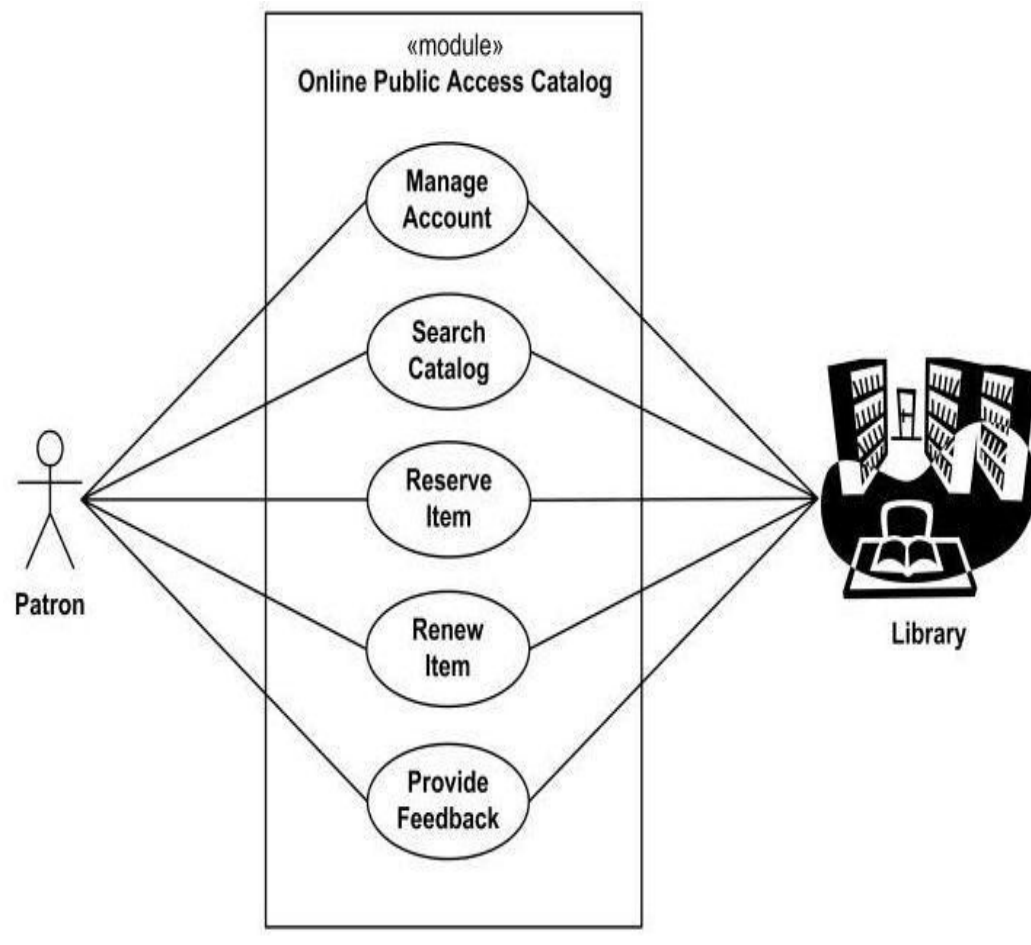 «module»
Online Public Access Catalog
Manage
Account
Search
Catalog
Reserve
Item
Patron
Renew
Item
Library
Provide
Feedback